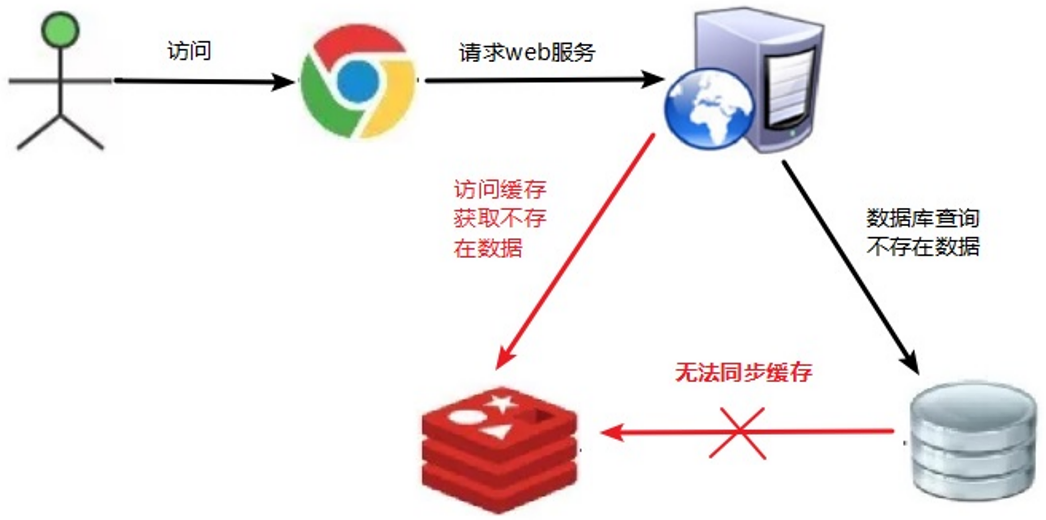 访问
请求web服务
访问缓存
获取不存
在数据
数据库查询
不存在数据
无法同步缓存